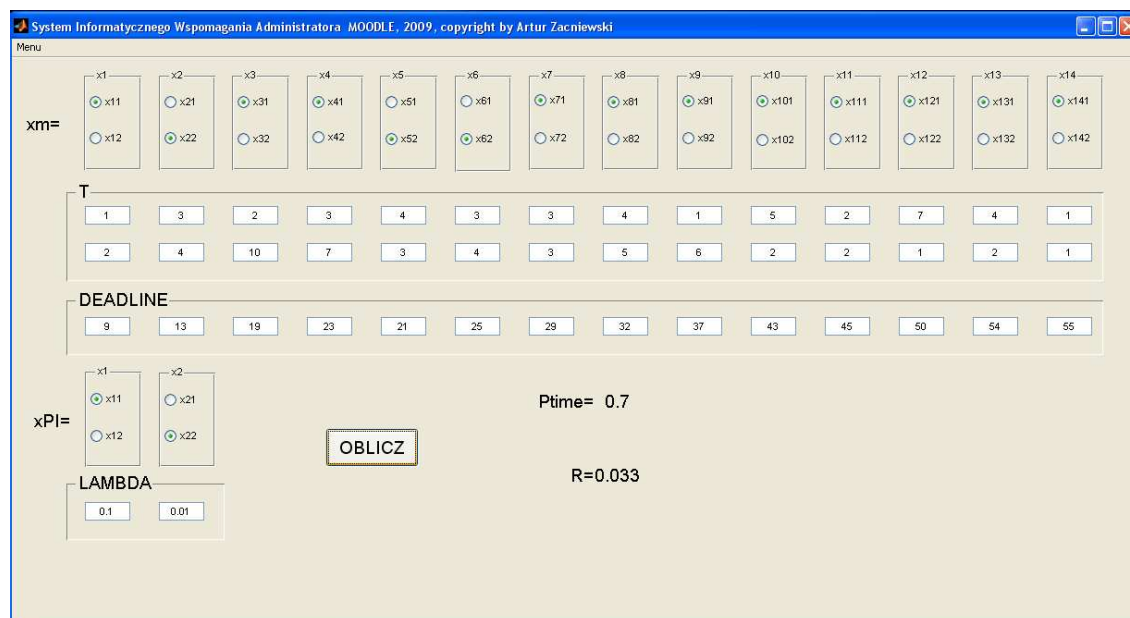 System Informatycznego Wspomagania Administratora MOODLE, 2009, copyright by Artur Zacniewski
Menu
x1 x2 x3 x4 x5 x6 x7 x8 x9 x10 x11 x12 x13 x14
x11 x21 x31 x41 x51 x61 x71 x81 x91 x101 x111 x121 x131 x141
xm=
x12 x22 x32 x42 x52 x62 x72 x82 x92 x102 x112 x122 x132 x142
T
1 3 2 3 4 3 3 4 1 5 2 7 4 1
2 4 10 7 3 4 3 5 6 2 2 1 2 1
DEADLINE
9 13 19 23 21 25 29 32 37 43 45 50 54 55
x1 x2
x11 x21
Ptime= 0.7
xPI=
x12 x22
OBLICZ
R=0.033
LAMBDA
0.1 0.01